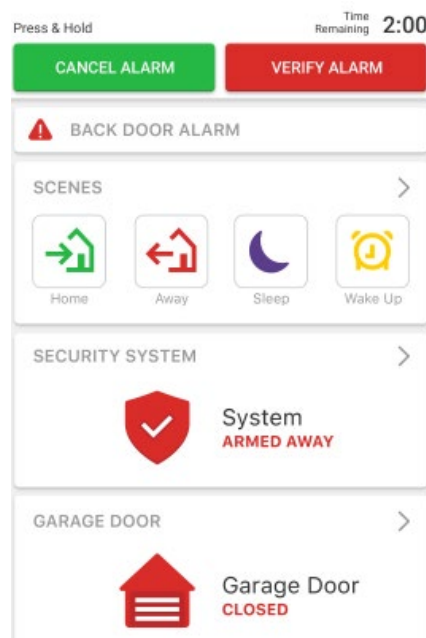 Press & Hold
Time Remaining 2:00
CANCEL ALARM
VERIFY ALARM
BACK DOOR ALARM
SCENES
Home
Away
Sleep
Wake Up
SECURITY SYSTEM
System
ARMED AWAY
GARAGE DOOR
Garage Door
CLOSED